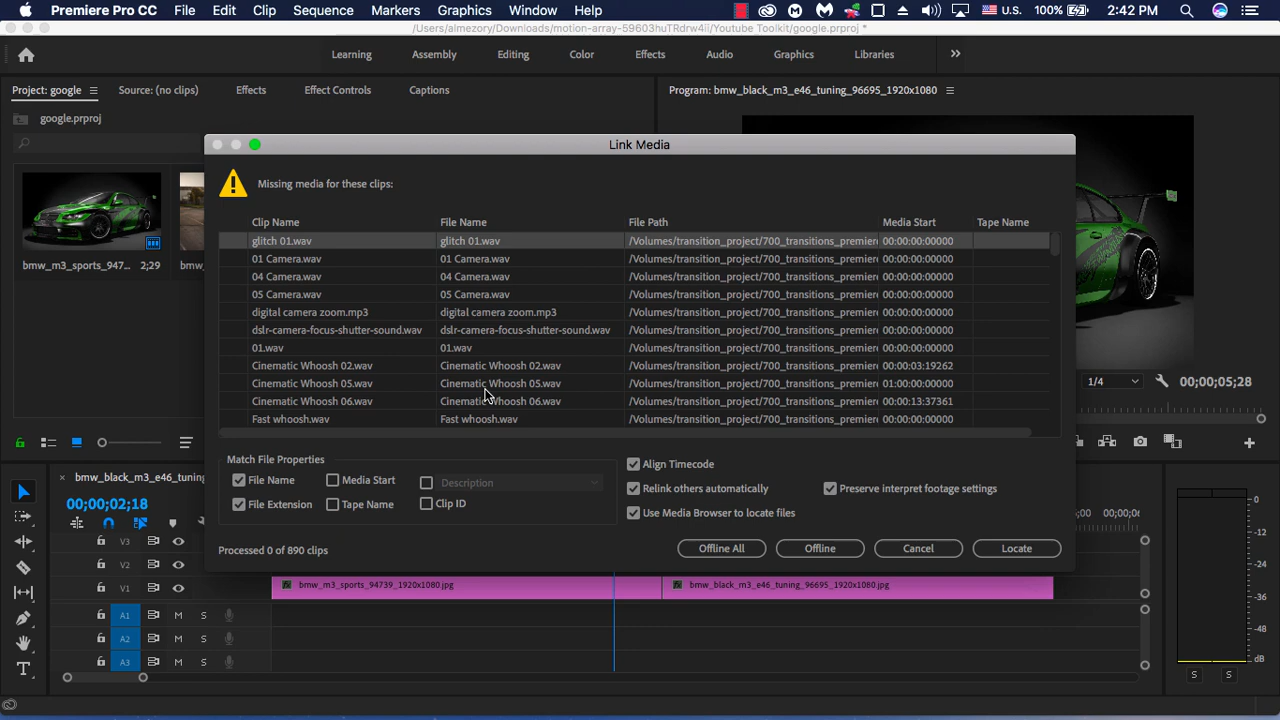 Premiere Pro CC File Edit Clip Sequence Markers Graphics Window Help U.S. 100% 2:42 PM
/Users/almezory/Downloads/motion-array-59603huTRdrw4ii/Youtube Toolkit/google.prproj *
Learning Assembly Editing Color Effects Audio Graphics Libraries
Project: google Source: (no clips) Effects Effect Controls Captions Program: bmw_black_m3_e46_tuning_96695_1920x1080
google.prproj
Link Media
Missing media for these clips:
Clip Name File Name File Path Media Start Tape Name
glitch 01.wav glitch 01.wav /Volumes/transition_project/700_transitions_premiere 00:00:00:00000
01 Camera.wav 01 Camera.wav /Volumes/transition_project/700_transitions_premiere 00:00:00:00000
04 Camera.wav 04 Camera.wav /Volumes/transition_project/700_transitions_premiere 00:00:00:00000
05 Camera.wav 05 Camera.wav /Volumes/transition_project/700_transitions_premiere 00:00:00:00000
digital camera zoom.mp3 digital camera zoom.mp3 /Volumes/transition_project/700_transitions_premiere 00:00:00:00000
dslr-camera-focus-shutter-sound.wav dslr-camera-focus-shutter-sound.wav /Volumes/transition_project/700_transitions_premiere 00:00:00:00000
01.wav 01.wav /Volumes/transition_project/700_transitions_premiere 00:00:00:00000
Cinematic Whoosh 02.wav Cinematic Whoosh 02.wav /Volumes/transition_project/700_transitions_premiere 00:00:03:19262
Cinematic Whoosh 05.wav Cinematic Whoosh 05.wav /Volumes/transition_project/700_transitions_premiere 01:00:00:00000
Cinematic Whoosh 06.wav Cinematic Whoosh 06.wav /Volumes/transition_project/700_transitions_premiere 00:00:13:37361
Fast whoosh.wav Fast whoosh.wav /Volumes/transition_project/700_transitions_premiere 00:00:00:00000
bmw_m3_sports_947... 2;29
1/4 00;00;05;28
Match File Properties
File Name Media Start Description
File Extension Tape Name Clip ID
Align Timecode
Relink others automatically Preserve interpret footage settings
Use Media Browser to locate files
Processed 0 of 890 clips Offline All Offline Cancel Locate
bmw_black_m3_e46_tuning
00;00;02;18
V3
V2
V1 bmw_m3_sports_94739_1920x1080.jpg bmw_black_m3_e46_tuning_96695_1920x1080.jpg
A1 M S
A2 M S
A3 M S
-12
-24
-36
-48
dB
S S